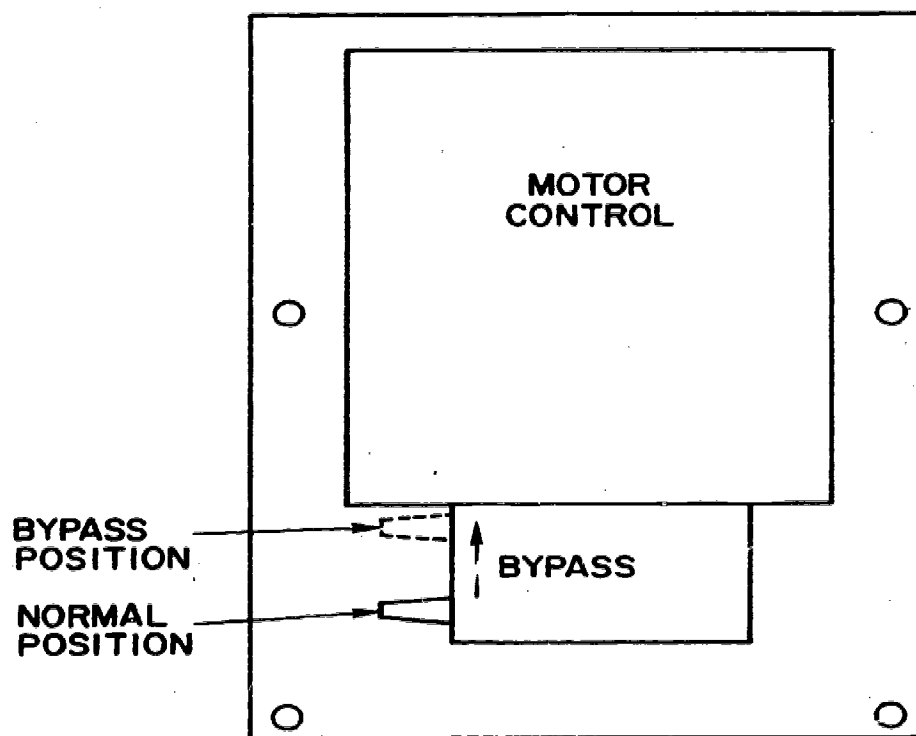 MOTOR
CONTROL
BYPASS
POSITION
BYPASS
NORMAL
POSITION